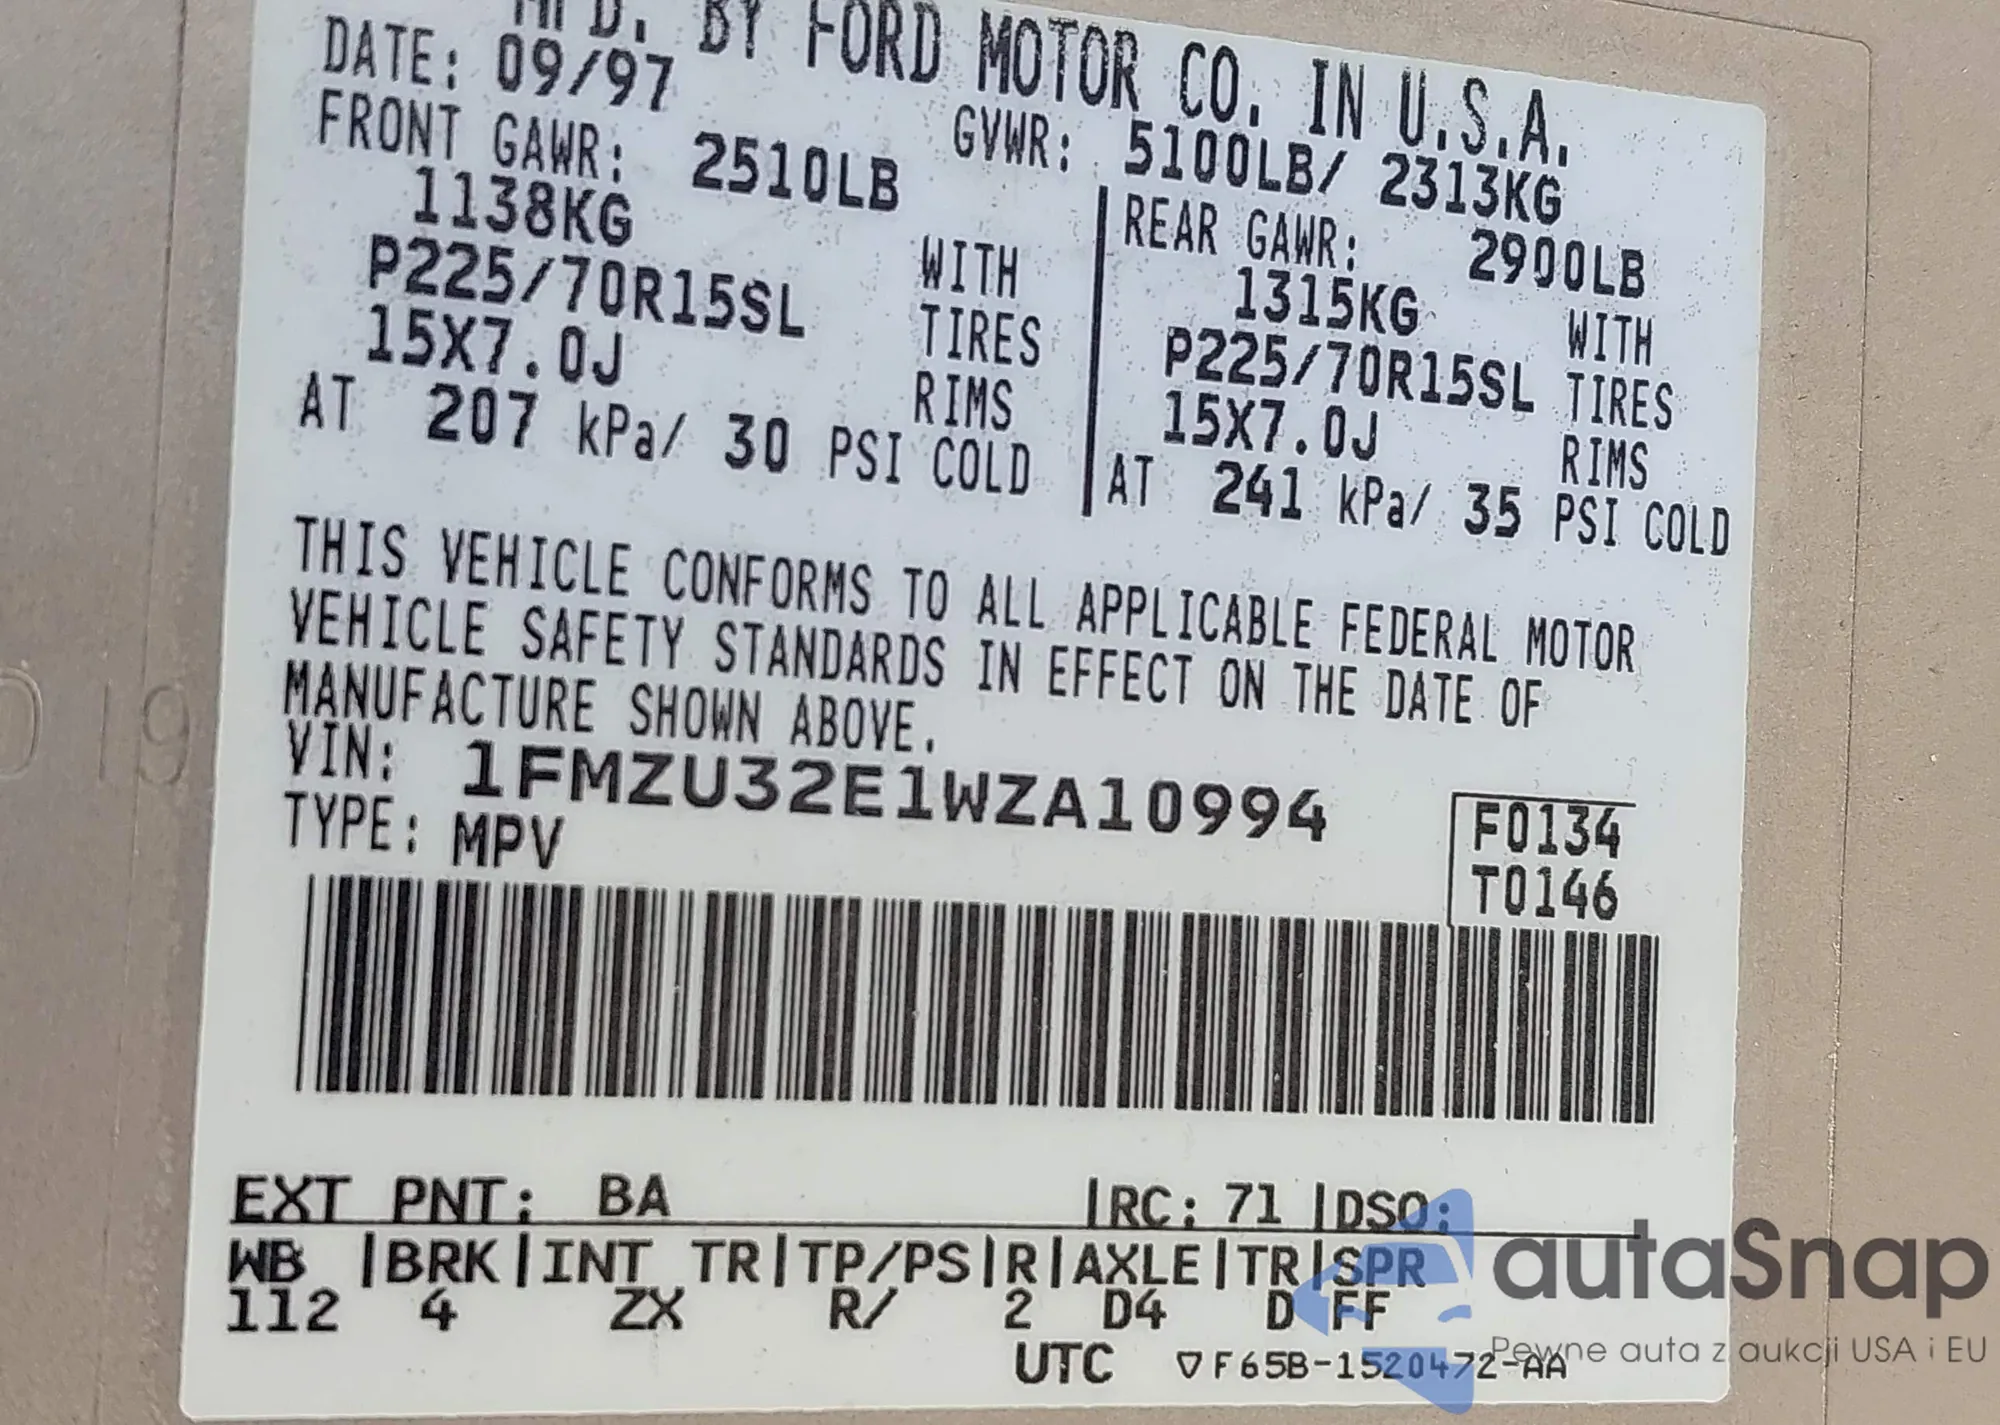 MFD. BY FORD MOTOR CO. IN U.S.A.
DATE: 09/97
GVWR: 5100LB/ 2313KG
FRONT GAWR: 2510LB
1138KG WITH
P225/70R15SL TIRES
15X7.0J RIMS
AT 207 kPa/ 30 PSI COLD
REAR GAWR: 2900LB
1315KG WITH
P225/70R15SL TIRES
15X7.0J RIMS
AT 241 kPa/ 35 PSI COLD
THIS VEHICLE CONFORMS TO ALL APPLICABLE FEDERAL MOTOR
VEHICLE SAFETY STANDARDS IN EFFECT ON THE DATE OF
MANUFACTURE SHOWN ABOVE.
VIN: 1FMZU32E1WZA10994
TYPE: MPV
F0134
T0146
EXT PNT: BA |RC: 71 |DSO:
WB |BRK|INT TR|TP/PS|R|AXLE|TR|SPR
112 4 ZX R/ 2 D4 D FF
UTC ▽F65B-1520472-AA
autaSnap
Pewne auta z aukcji USA i EU